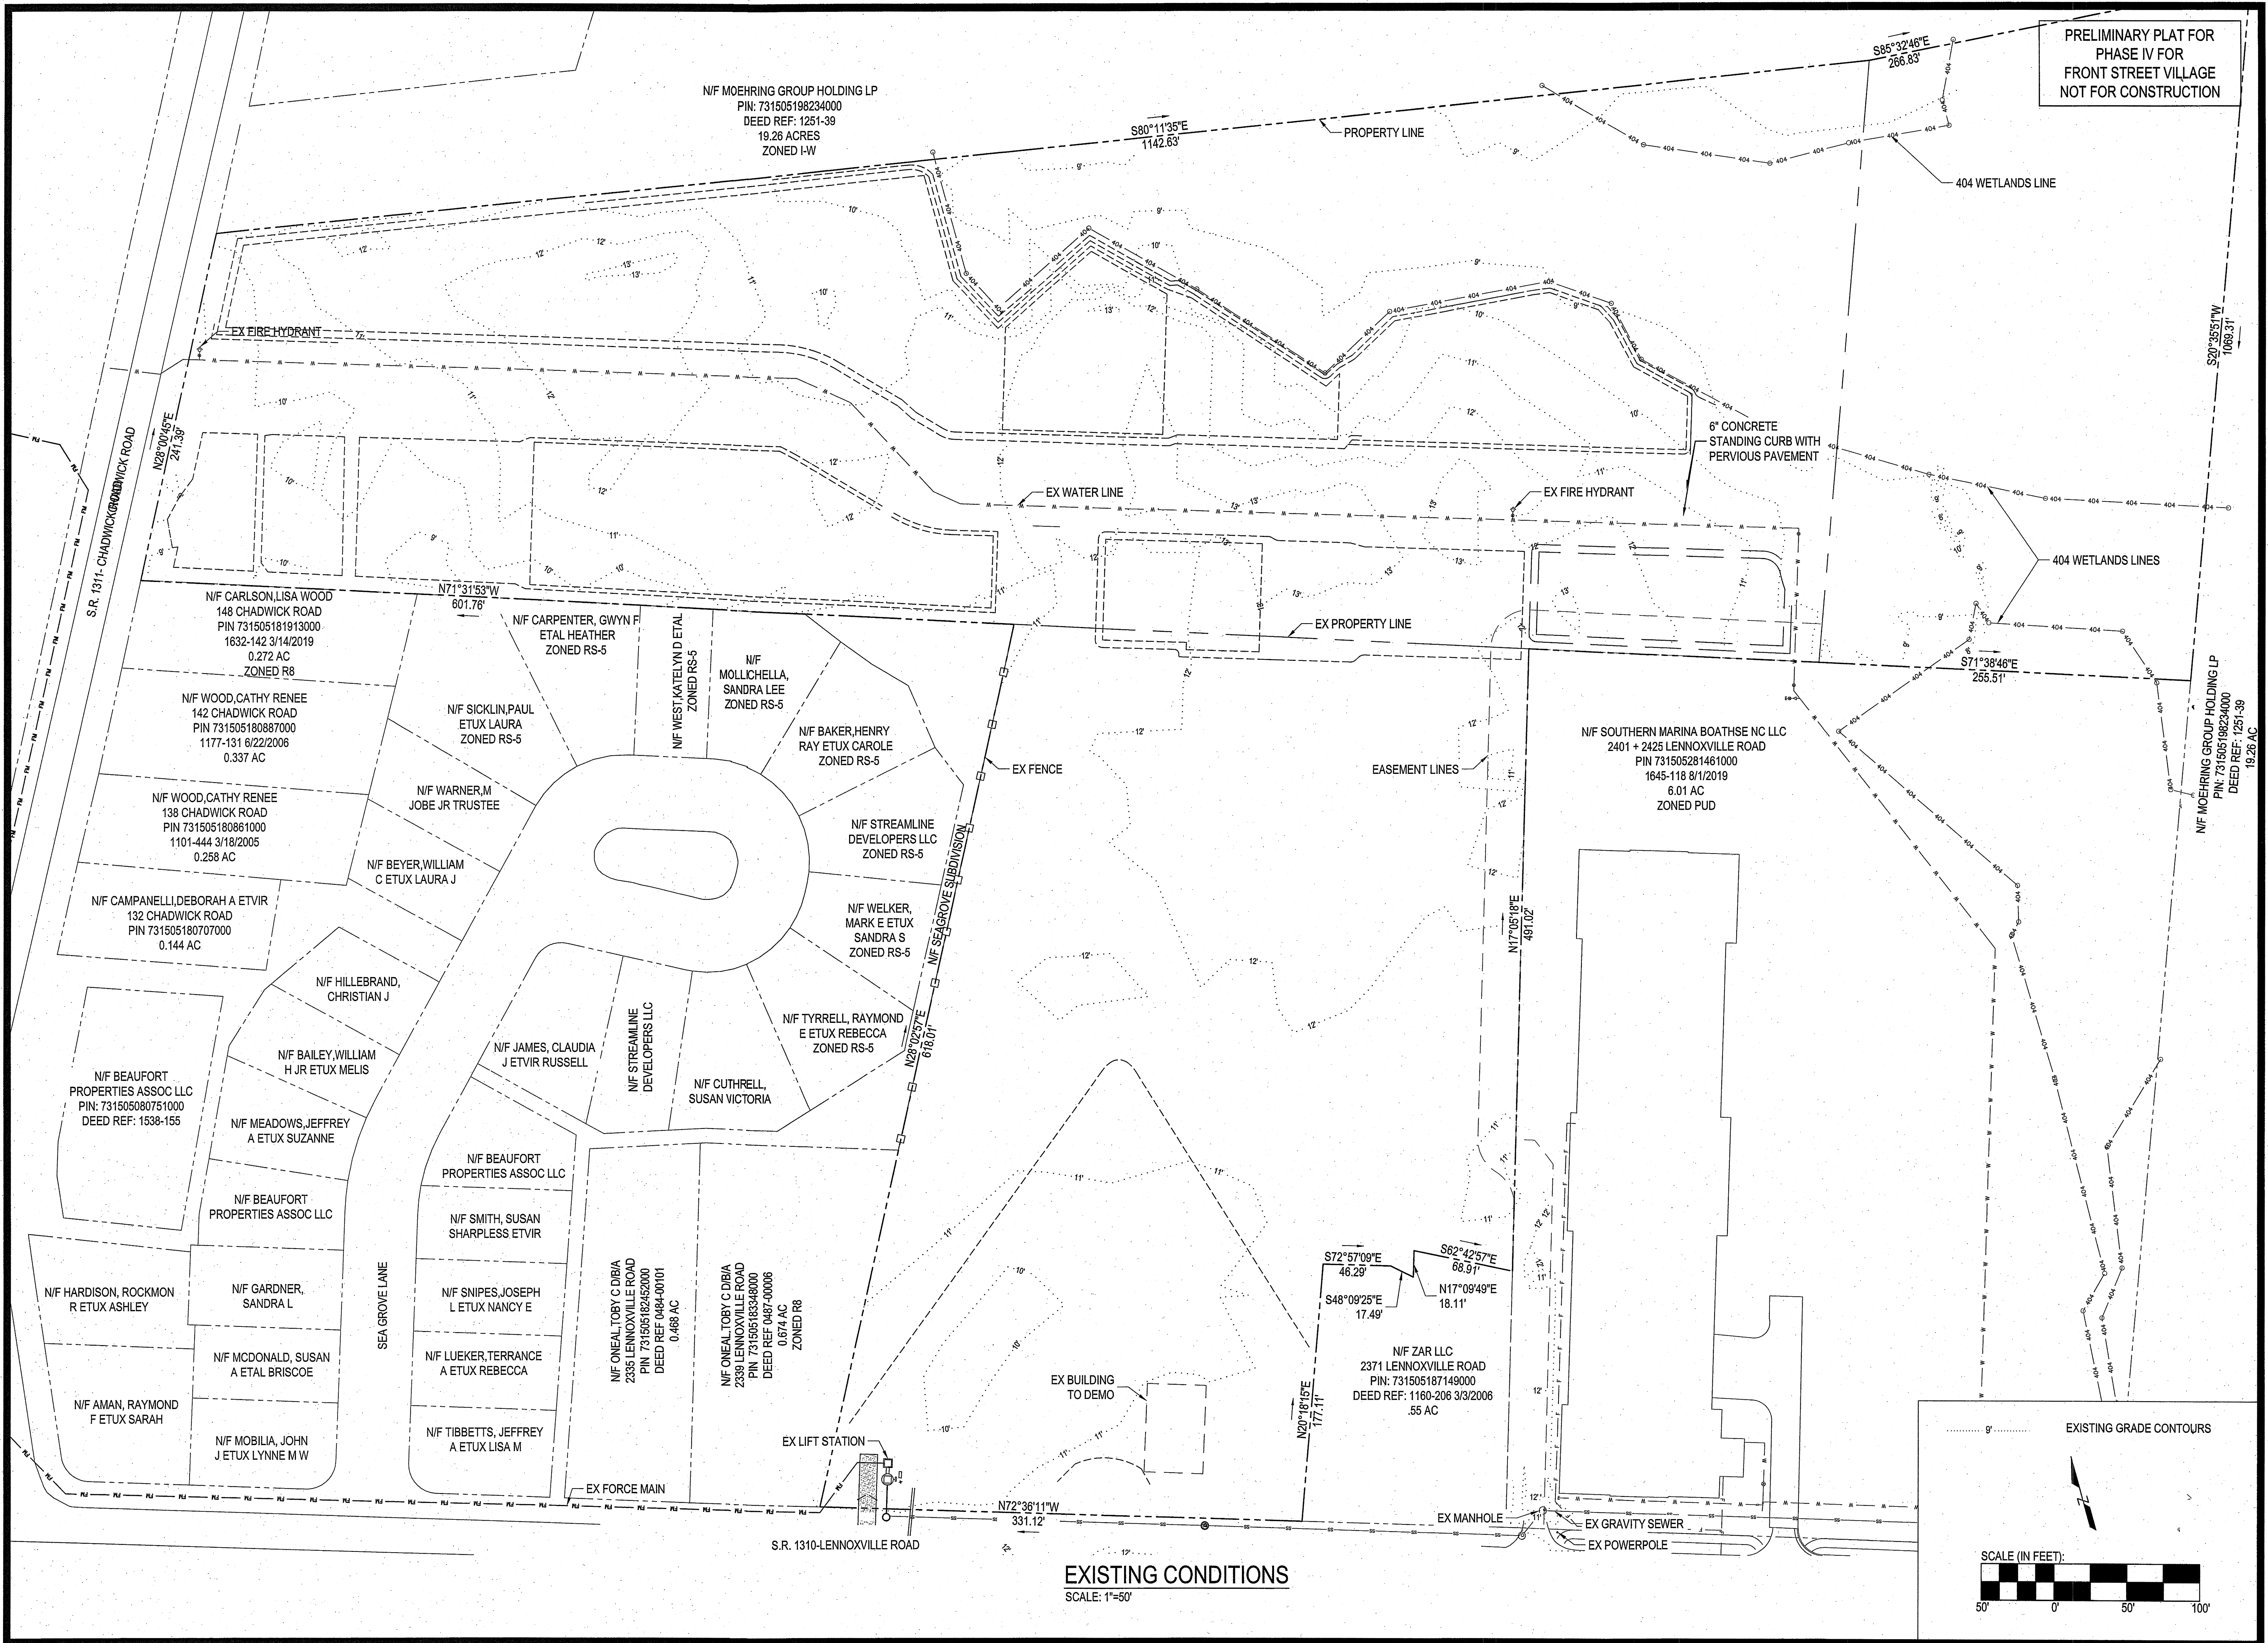 PRELIMINARY PLAT FOR
PHASE IV FOR
FRONT STREET VILLAGE
NOT FOR CONSTRUCTION
S85°32'46"E
266.83'
N/F MOEHRING GROUP HOLDING LP
PIN: 731505198234000
DEED REF: 1251-39
19.26 ACRES
ZONED I-W
S80°11'35"E
1142.63'
PROPERTY LINE
404 WETLANDS LINE
S20°35'51"W
1069.31'
EX FIRE HYDRANT
N28°00'45"E
241.39'
S.R. 1311- CHADWICK ROAD
6" CONCRETE
STANDING CURB WITH
PERVIOUS PAVEMENT
EX WATER LINE
EX FIRE HYDRANT
404 WETLANDS LINES
N71°31'53"W
601.76'
EX PROPERTY LINE
S71°38'46"E
255.51'
N/F CARLSON,LISA WOOD
148 CHADWICK ROAD
PIN 731505181913000
1632-142 3/14/2019
0.272 AC
ZONED R8
N/F CARPENTER, GWYN F
ETAL HEATHER
ZONED RS-5
N/F WEST,KATELYN D ETAL
ZONED RS-5
N/F
MOLLICHELLA,
SANDRA LEE
ZONED RS-5
N/F WOOD,CATHY RENEE
142 CHADWICK ROAD
PIN 731505180887000
1177-131 6/22/2006
0.337 AC
N/F SICKLIN,PAUL
ETUX LAURA
ZONED RS-5
N/F BAKER,HENRY
RAY ETUX CAROLE
ZONED RS-5
EX FENCE
EASEMENT LINES
N/F SOUTHERN MARINA BOATHSE NC LLC
2401 + 2425 LENNOXVILLE ROAD
PIN 731505281461000
1645-118 8/1/2019
6.01 AC
ZONED PUD
N/F MOEHRING GROUP HOLDING LP
PIN: 731505198234000
DEED REF: 1251-39
19.26 AC
N/F WOOD,CATHY RENEE
138 CHADWICK ROAD
PIN 731505180861000
1101-444 3/18/2005
0.258 AC
N/F WARNER,M
JOBE JR TRUSTEE
N/F STREAMLINE
DEVELOPERS LLC
ZONED RS-5
N/F SEAGROVE SUBDIVISION
N/F BEYER,WILLIAM
C ETUX LAURA J
N/F CAMPANELLI,DEBORAH A ETVIR
132 CHADWICK ROAD
PIN 731505180707000
0.144 AC
N/F WELKER,
MARK E ETUX
SANDRA S
ZONED RS-5
N17°05'18"E
491.02'
N/F HILLEBRAND,
CHRISTIAN J
N/F TYRRELL, RAYMOND
E ETUX REBECCA
ZONED RS-5
N28°02'57"E
618.01'
N/F BAILEY,WILLIAM
H JR ETUX MELIS
N/F JAMES, CLAUDIA
J ETVIR RUSSELL
N/F STREAMLINE
DEVELOPERS LLC
N/F CUTHRELL,
SUSAN VICTORIA
N/F BEAUFORT
PROPERTIES ASSOC LLC
PIN: 731505080751000
DEED REF: 1538-155
N/F MEADOWS,JEFFREY
A ETUX SUZANNE
N/F BEAUFORT
PROPERTIES ASSOC LLC
N/F BEAUFORT
PROPERTIES ASSOC LLC
N/F SMITH, SUSAN
SHARPLESS ETVIR
N/F HARDISON, ROCKMON
R ETUX ASHLEY
N/F GARDNER,
SANDRA L
SEA GROVE LANE
N/F SNIPES,JOSEPH
L ETUX NANCY E
N/F ONEAL,TOBY C D/B/A
2335 LENNOXVILLE ROAD
PIN 731505182452000
DEED REF 0484-00101
0.468 AC
N/F ONEAL,TOBY C D/B/A
2339 LENNOXVILLE ROAD
PIN 731505183348000
DEED REF 0487-00006
0.674 AC
ZONED R8
S72°57'09"E
46.29'
S62°42'57"E
68.91'
S48°09'25"E
17.49'
N17°09'49"E
18.11'
N/F MCDONALD, SUSAN
A ETAL BRISCOE
N/F LUEKER,TERRANCE
A ETUX REBECCA
N/F ZAR LLC
2371 LENNOXVILLE ROAD
PIN: 731505187149000
DEED REF: 1160-206 3/3/2006
.55 AC
N20°18'15"E
177.11'
EX BUILDING
TO DEMO
N/F AMAN, RAYMOND
F ETUX SARAH
N/F MOBILIA, JOHN
J ETUX LYNNE M W
N/F TIBBETTS, JEFFREY
A ETUX LISA M
EX LIFT STATION
EX FORCE MAIN
N72°36'11"W
331.12'
EX MANHOLE
EX GRAVITY SEWER
EX POWERPOLE
S.R. 1310-LENNOXVILLE ROAD
9'
EXISTING GRADE CONTOURS
EXISTING CONDITIONS
SCALE: 1"=50'
SCALE (IN FEET):
50'
0'
50'
100'